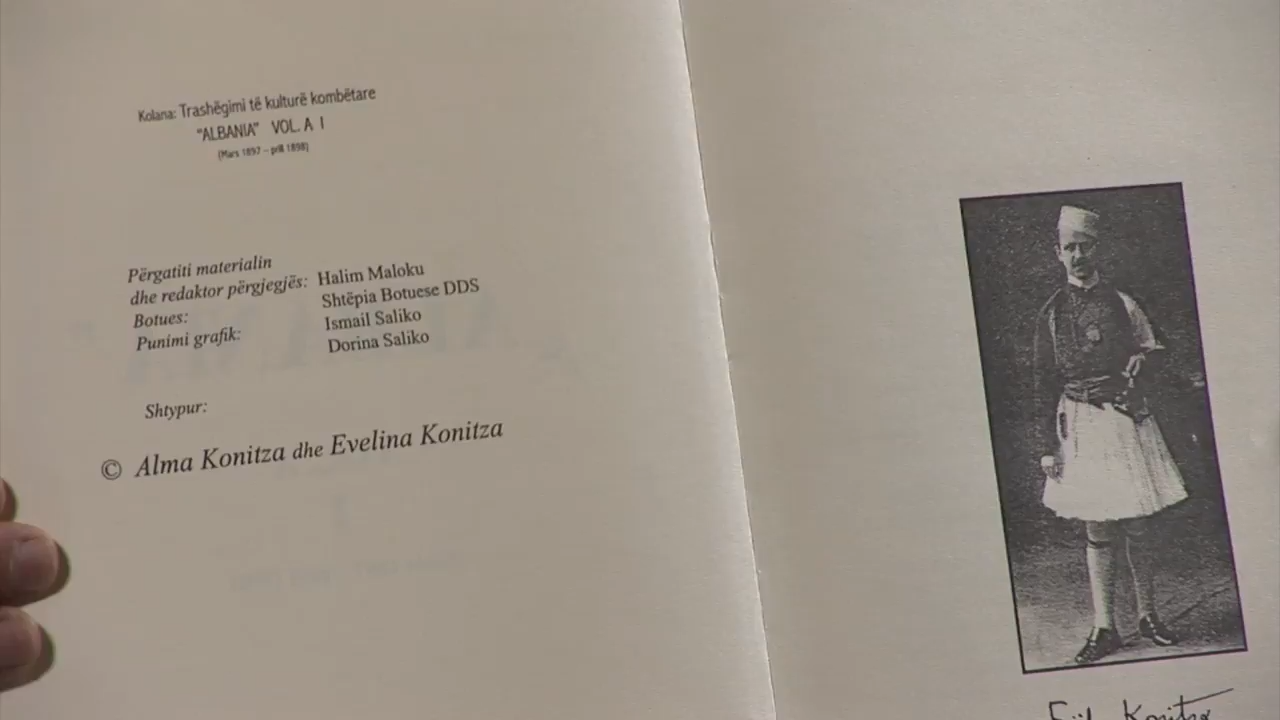 Kolana: Trashëgimi të kulturë kombëtare
"ALBANIA" VOL. A I
(Mars 1897 - prill 1898)
Përgatiti materialin
dhe redaktor përgjegjës: Halim Maloku
Botues: Shtëpia Botuese DDS
Punimi grafik: Ismail Saliko
Dorina Saliko
Shtypur:
© Alma Konitza dhe Evelina Konitza
Konitza